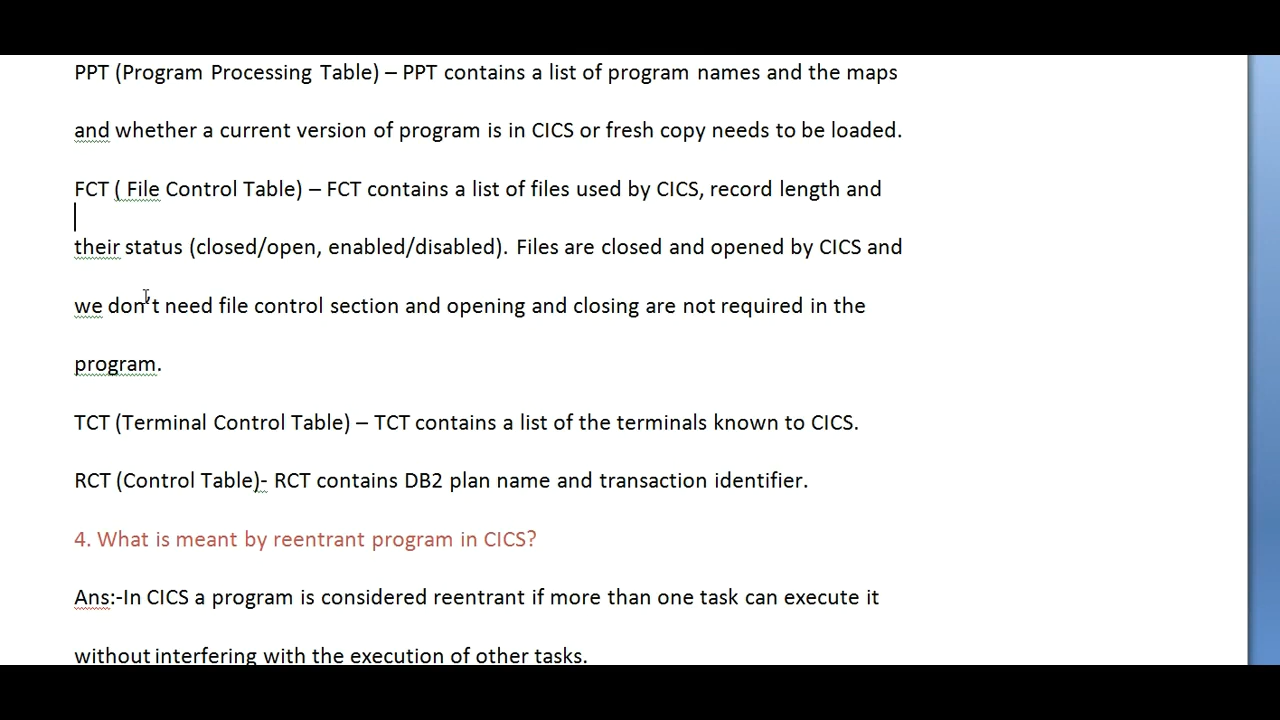 PPT (Program Processing Table) – PPT contains a list of program names and the maps
and whether a current version of program is in CICS or fresh copy needs to be loaded.
FCT ( File Control Table) – FCT contains a list of files used by CICS, record length and
their status (closed/open, enabled/disabled). Files are closed and opened by CICS and
we don't need file control section and opening and closing are not required in the
program.
TCT (Terminal Control Table) – TCT contains a list of the terminals known to CICS.
RCT (Control Table)- RCT contains DB2 plan name and transaction identifier.
4. What is meant by reentrant program in CICS?
Ans:-In CICS a program is considered reentrant if more than one task can execute it
without interfering with the execution of other tasks.